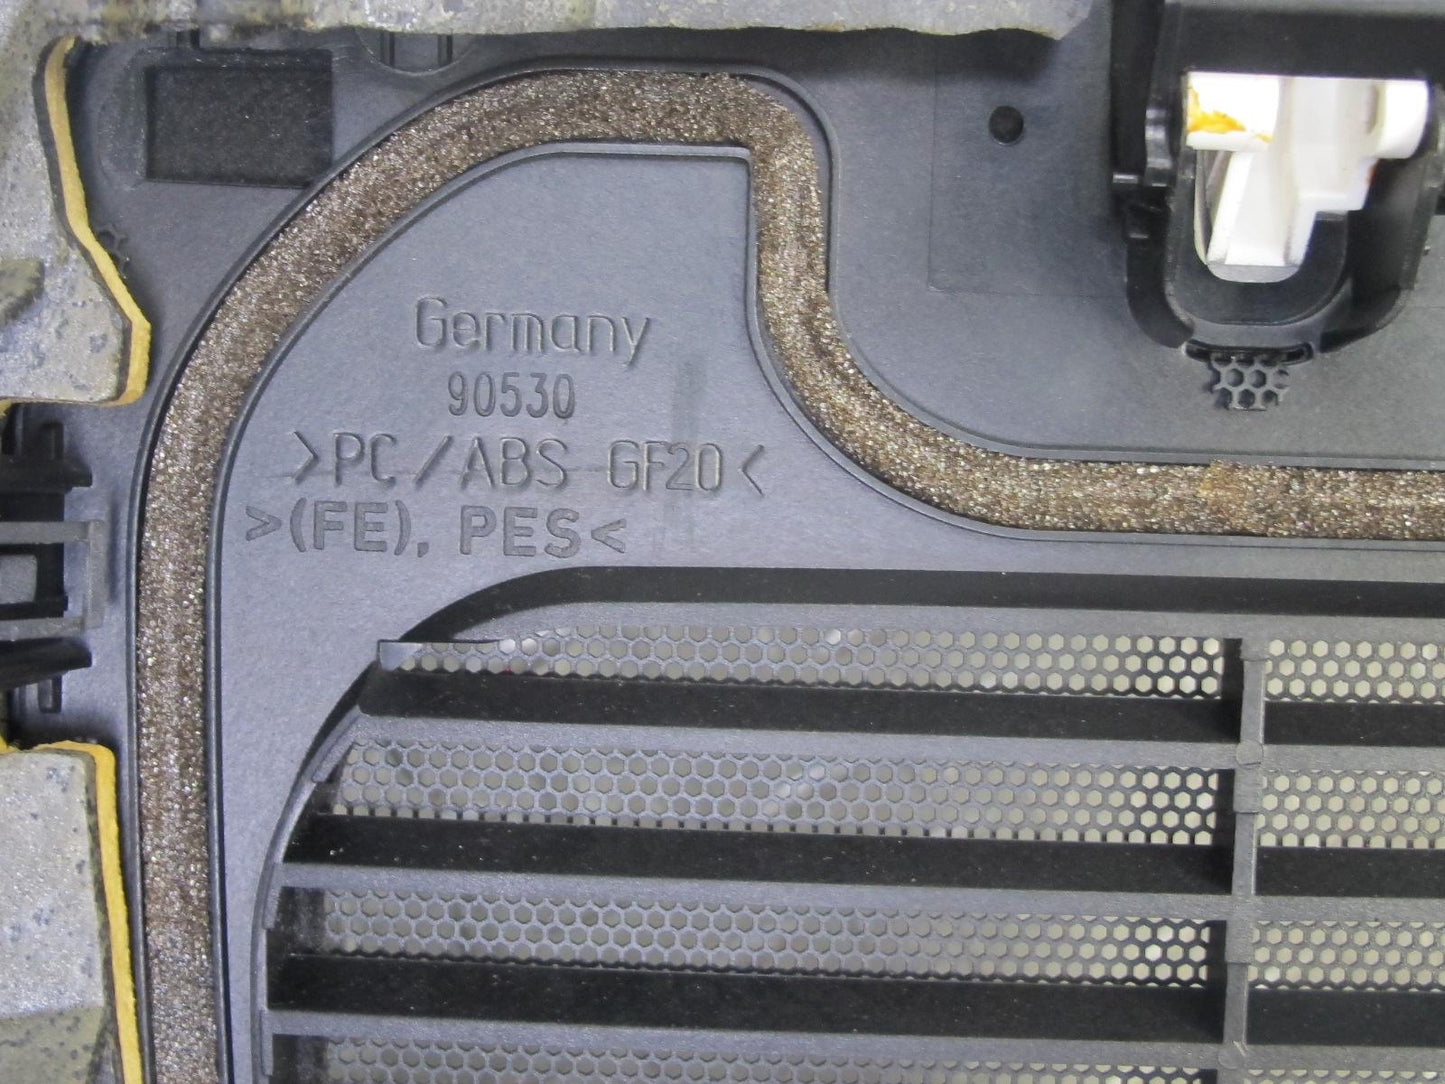 Germany
90530
>PC/ABS GF20<
>(FE), PES<